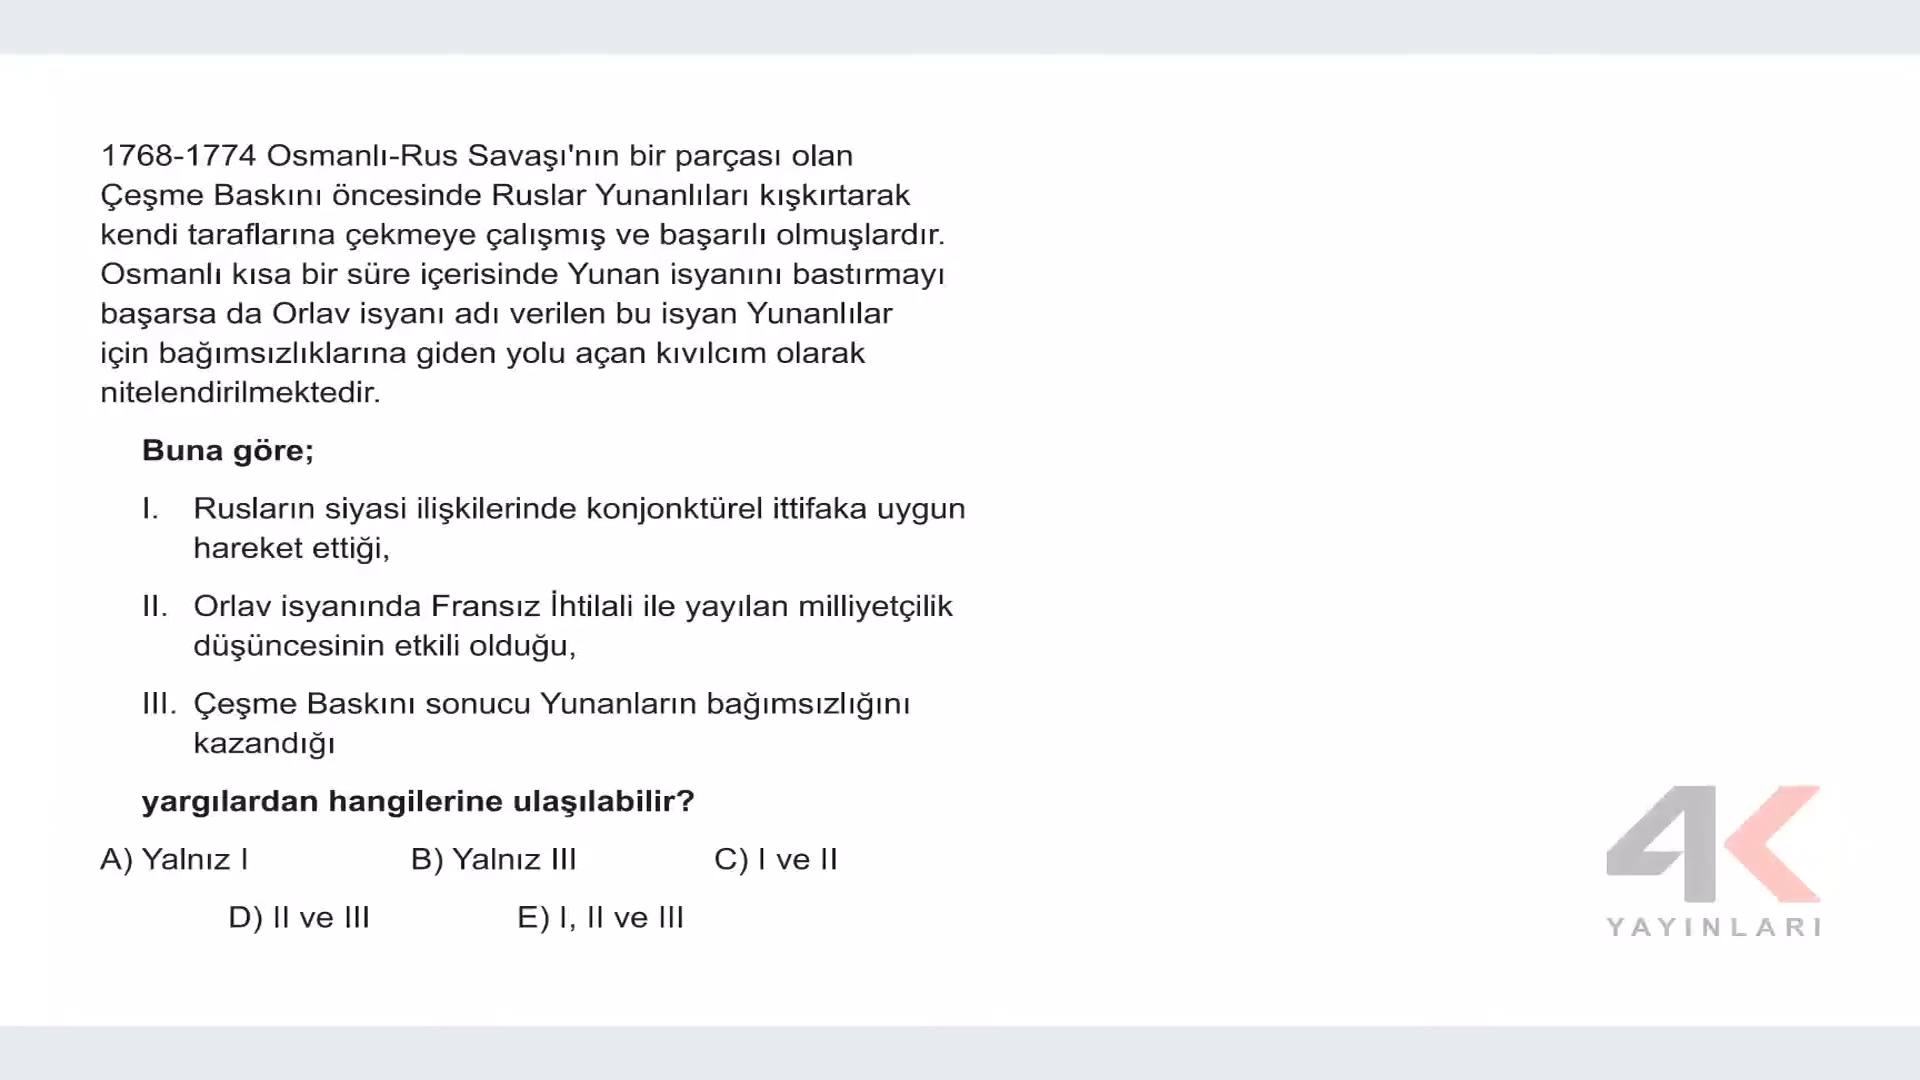 1768-1774 Osmanlı-Rus Savaşı'nın bir parçası olan
Çeşme Baskını öncesinde Ruslar Yunanlıları kışkırtarak
kendi taraflarına çekmeye çalışmış ve başarılı olmuşlardır.
Osmanlı kısa bir süre içerisinde Yunan isyanını bastırmayı
başarsa da Orlav isyanı adı verilen bu isyan Yunanlılar
için bağımsızlıklarına giden yolu açan kıvılcım olarak
nitelendirilmektedir.
Buna göre;
I. Rusların siyasi ilişkilerinde konjonktürel ittifaka uygun
hareket ettiği,
II. Orlav isyanında Fransız İhtilali ile yayılan milliyetçilik
düşüncesinin etkili olduğu,
III. Çeşme Baskını sonucu Yunanların bağımsızlığını
kazandığı
yargılardan hangilerine ulaşılabilir?
A) Yalnız I B) Yalnız III C) I ve II
D) II ve III E) I, II ve III
4K
YAYINLARI